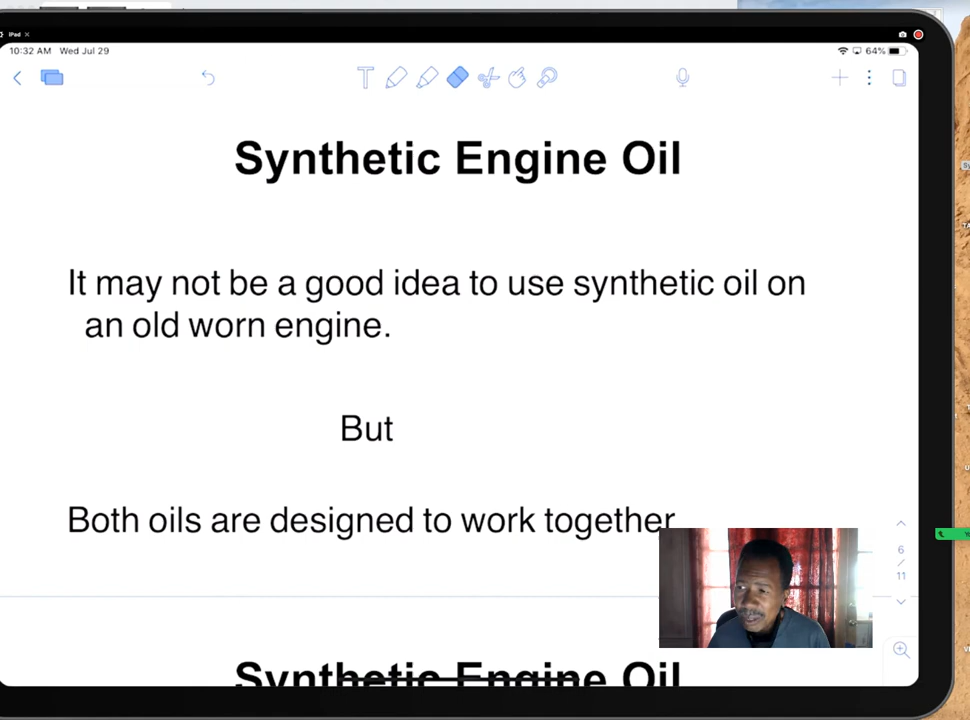 iPad
10:32 AM Wed Jul 29
64%
T
Synthetic Engine Oil
It may not be a good idea to use synthetic oil on
an old worn engine.
But
Both oils are designed to work together
6
/
11
Synthetic Engine Oil